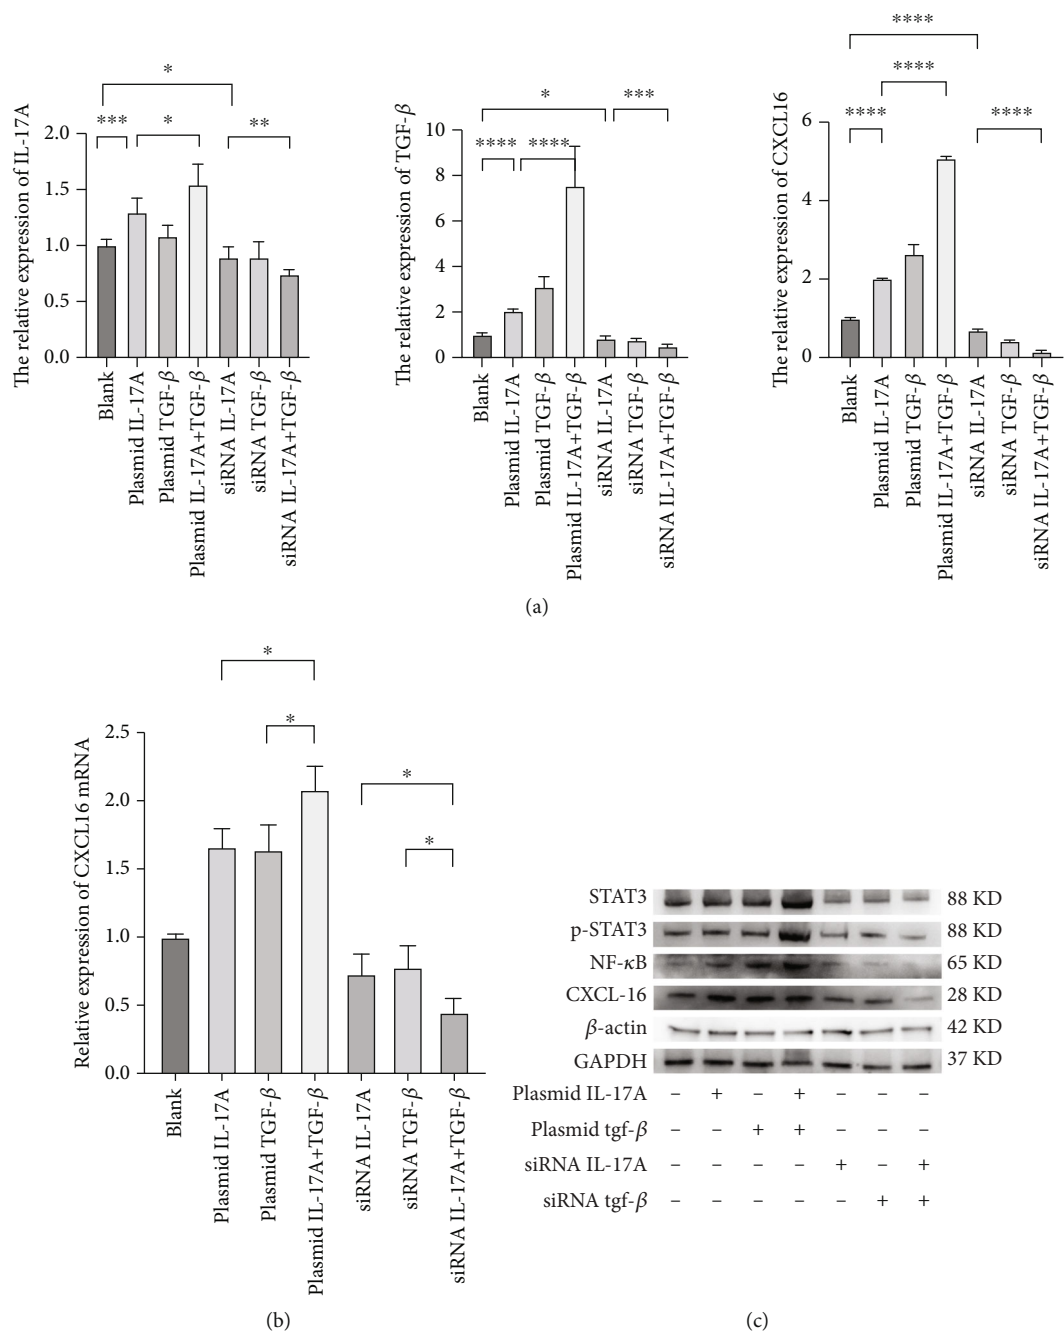 The relative expression of IL-17A
2.0
1.5
1.0
0.5
0.0
*
***
*
**
Blank
Plasmid IL-17A
Plasmid TGF-β
Plasmid IL-17A+TGF-β
siRNA IL-17A
siRNA TGF-β
siRNA IL-17A+TGF-β
The relative expression of TGF-β
10
8
6
4
2
0
*
***
****
****
Blank
Plasmid IL-17A
Plasmid TGF-β
Plasmid IL-17A+TGF-β
siRNA IL-17A
siRNA TGF-β
siRNA IL-17A+TGF-β
The relative expression of CXCL16
6
4
2
0
****
****
****
****
Blank
Plasmid IL-17A
Plasmid TGF-β
Plasmid IL-17A+TGF-β
siRNA IL-17A
siRNA TGF-β
siRNA IL-17A+TGF-β
(a)
Relative expression of CXCL16 mRNA
2.5
2.0
1.5
1.0
0.5
0.0
*
*
*
*
Blank
Plasmid IL-17A
Plasmid TGF-β
Plasmid IL-17A+TGF-β
siRNA IL-17A
siRNA TGF-β
siRNA IL-17A+TGF-β
(b)
STAT3 88 KD
p-STAT3 88 KD
NF-κB 65 KD
CXCL-16 28 KD
β-actin 42 KD
GAPDH 37 KD
Plasmid IL-17A – + – + – – –
Plasmid tgf-β – – + + – – –
siRNA IL-17A – – – – + – +
siRNA tgf-β – – – – – + +
(c)